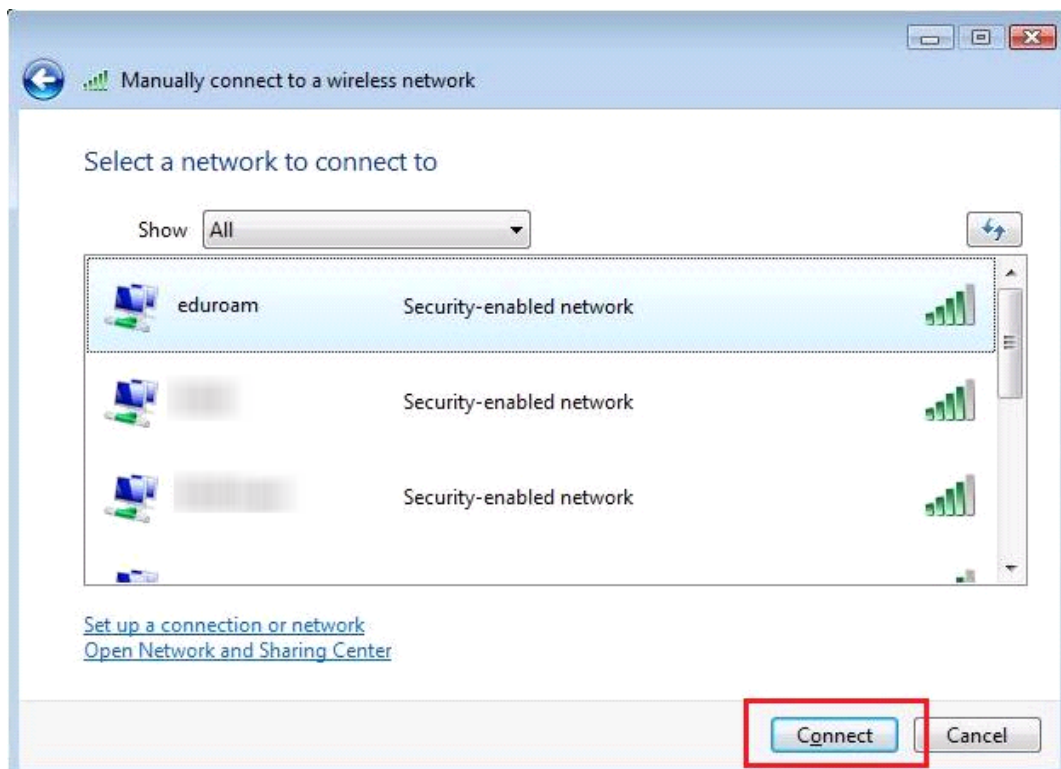 Manually connect to a wireless network
Select a network to connect to
Show All
eduroam Security-enabled network
Security-enabled network
Security-enabled network
Set up a connection or network
Open Network and Sharing Center
Connect Cancel